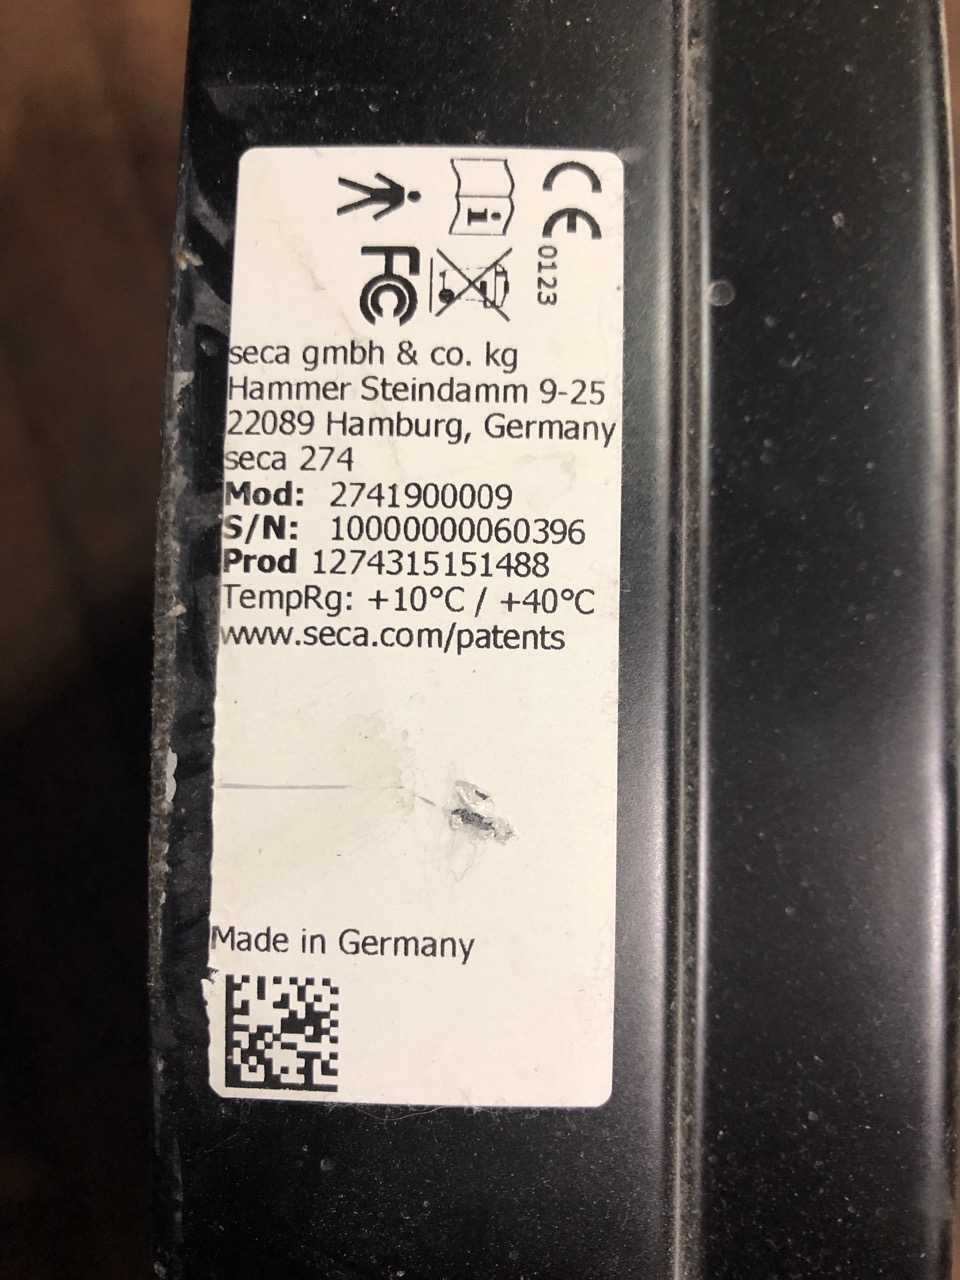 CE 0123
i
FC
seca gmbh & co. kg
Hammer Steindamm 9-25
22089 Hamburg, Germany
seca 274
Mod: 2741900009
S/N: 10000000060396
Prod 1274315151488
TempRg: +10°C / +40°C
www.seca.com/patents
Made in Germany